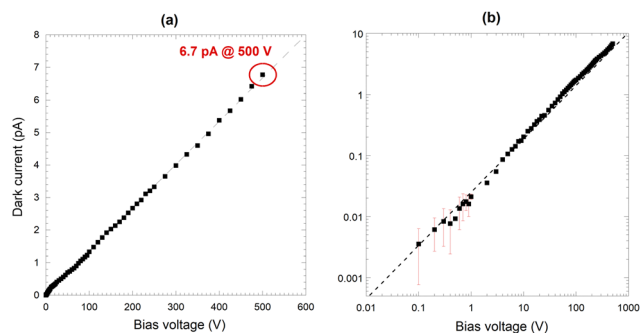 (a)
6.7 pA @ 500 V
8
7
6
5
4
3
2
1
0
Dark current (pA)
0 100 200 300 400 500 600
Bias voltage (V)
(b)
10
1
0.1
0.01
0.001
0.01 0.1 1 10 100 1000
Bias voltage (V)